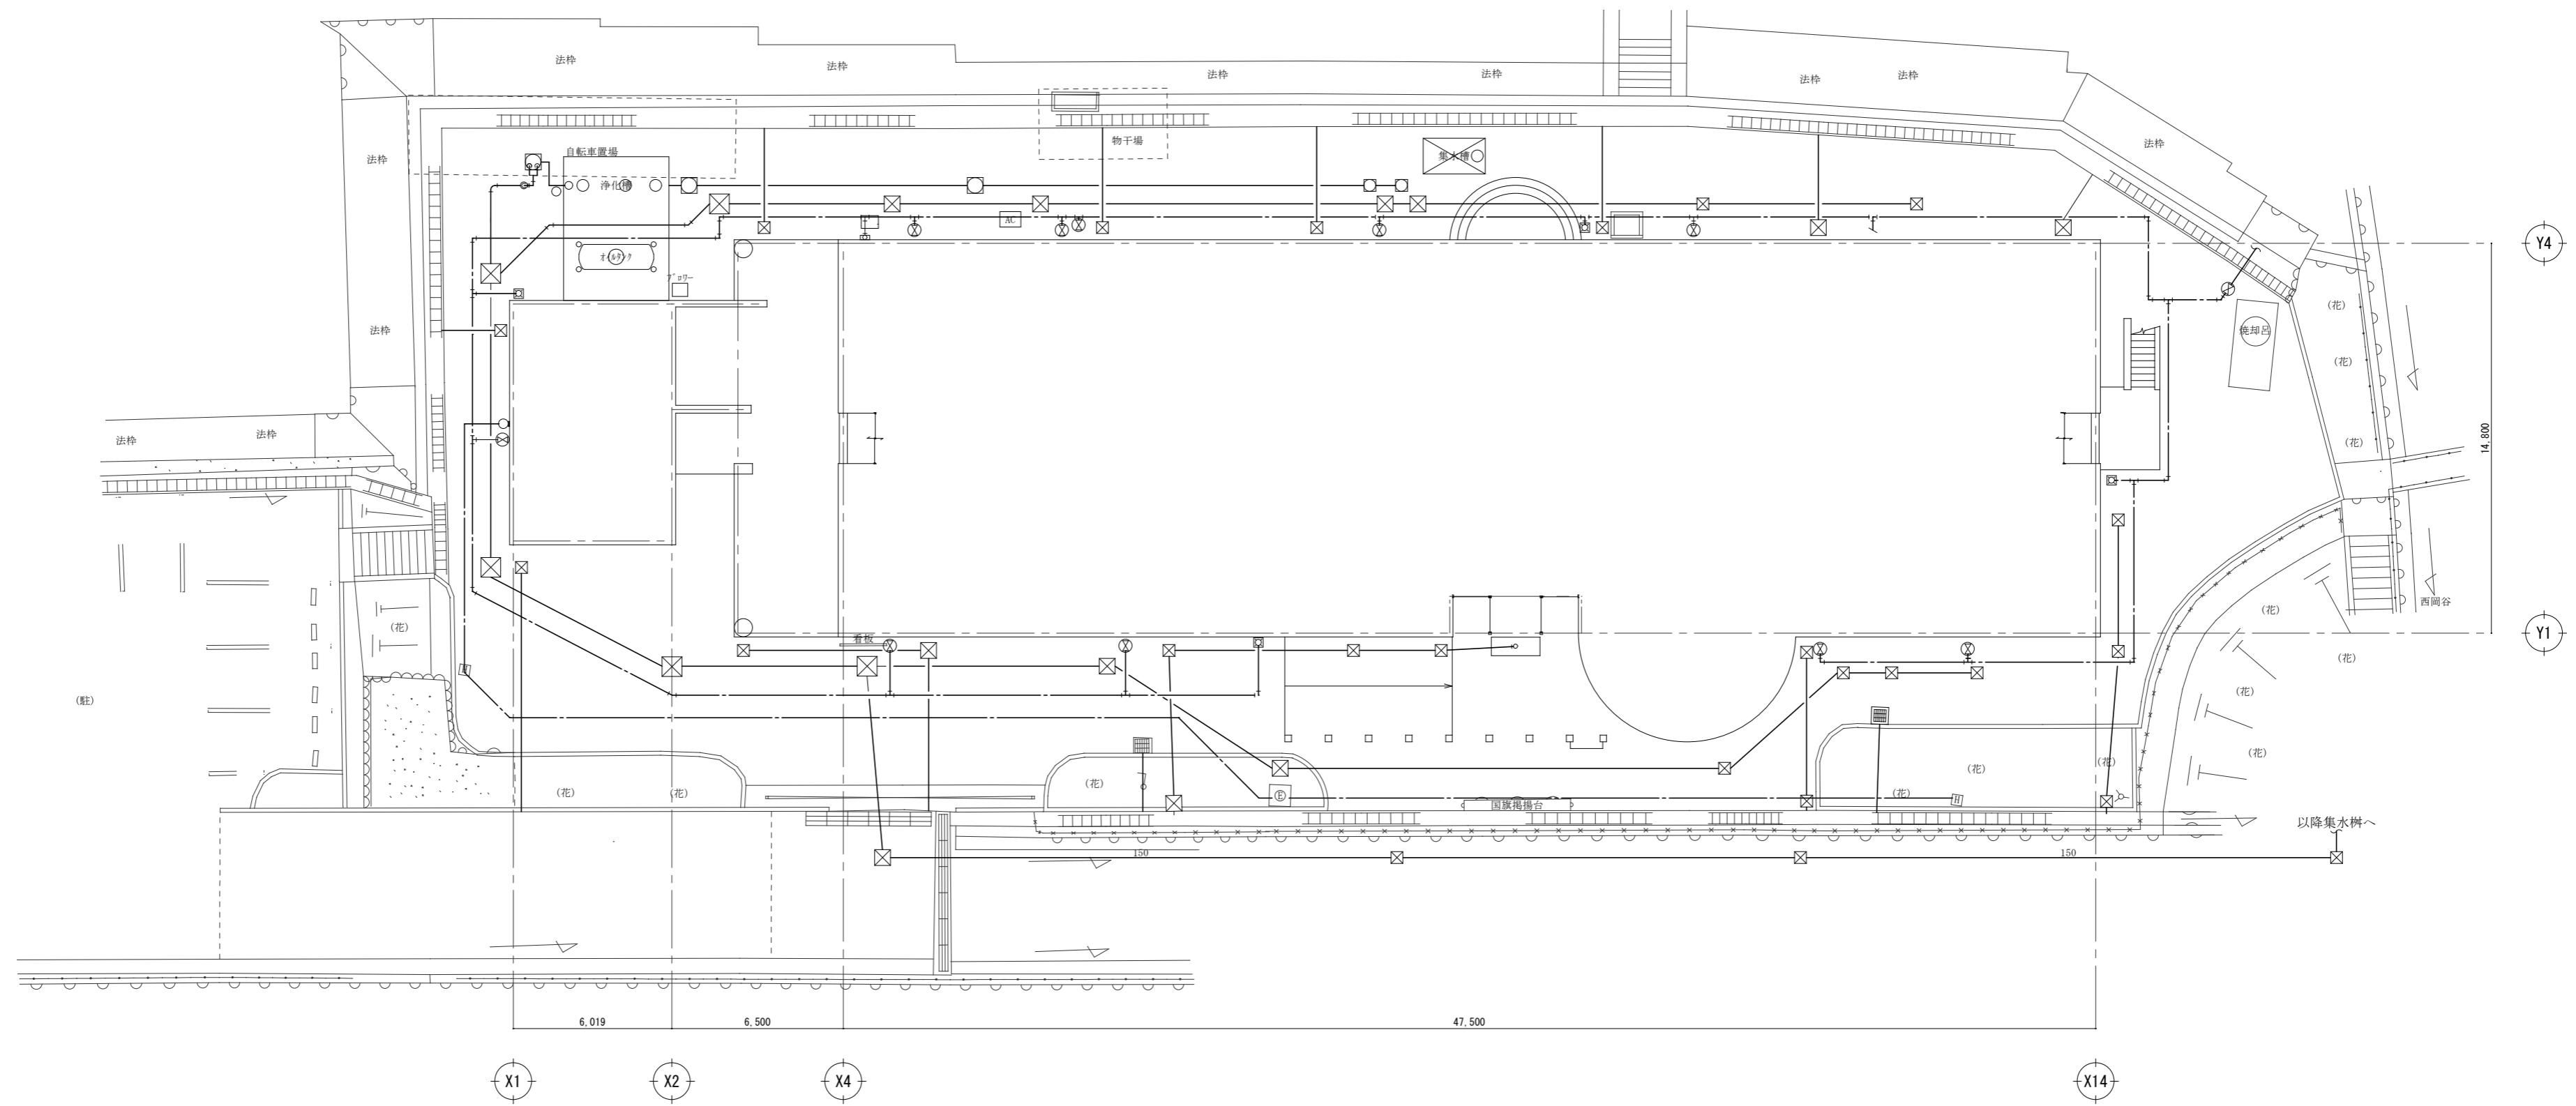 法枠
法枠
法枠
法枠
法枠
法枠
法枠
法枠
自転車置場
物干場
集水槽
浄化槽
AC
オイルタンク
ブロワー
Y4
(花)
焼却呂
法枠
(花)
法枠
法枠
(花)
14,800
西岡谷
(花)
(花)
看板
Y1
(花)
H
(花)
(駐)
(花)
(花)
(花)
(花)
(花)
(花)
(花)
(花)
E
H
国旗掲揚台
以降集水桝へ
150
150
6,019
6,500
47,500
X1
X2
X4
X14